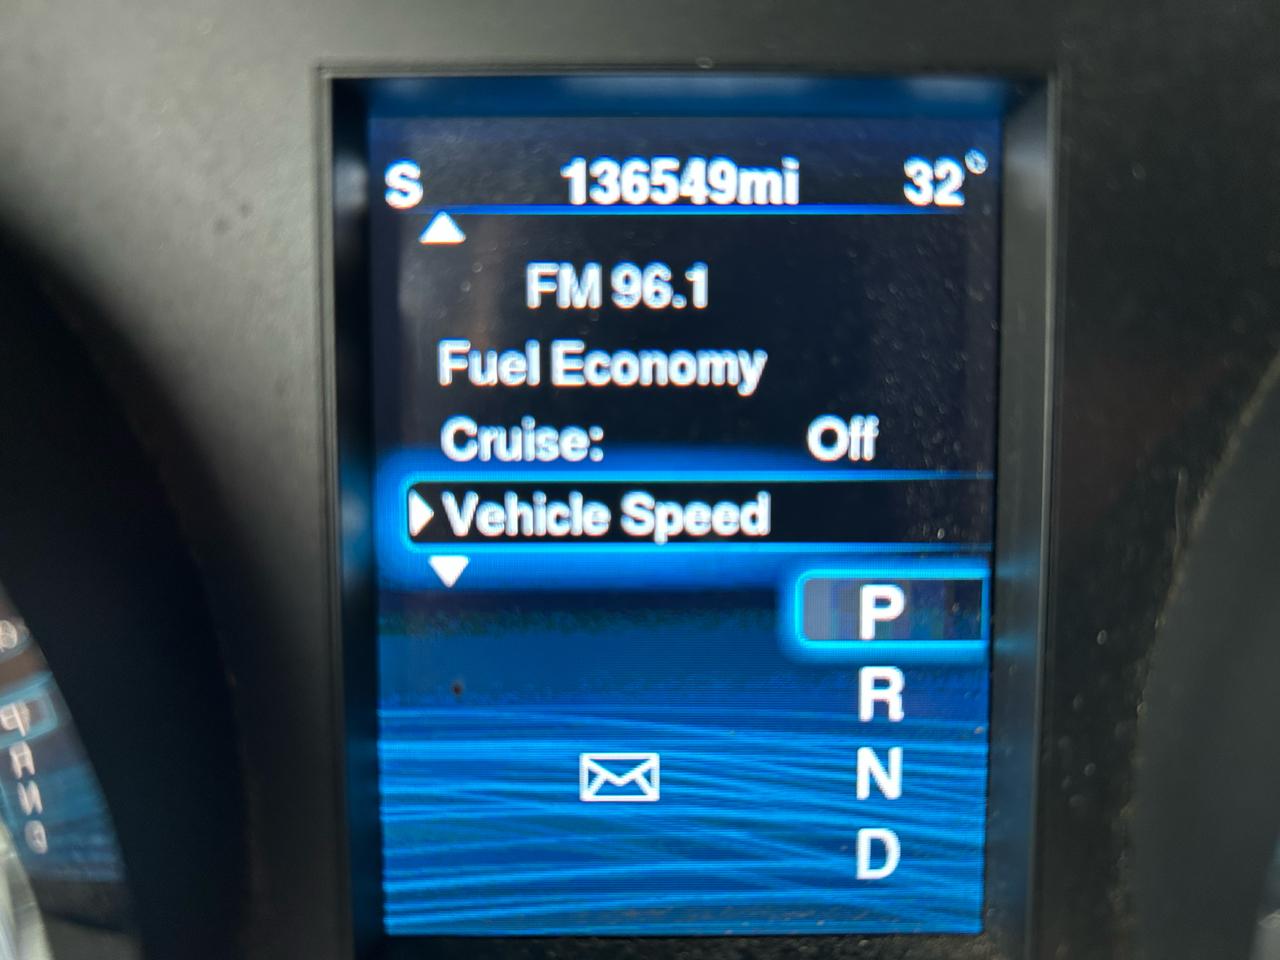 S 136549mi 32°
FM 96.1
Fuel Economy
Cruise: Off
Vehicle Speed
P
R
N
D